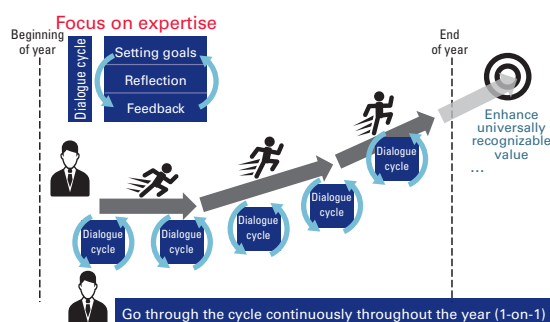 Focus on expertise
Beginning
of year
Dialogue cycle
Setting goals
Reflection
Feedback
End
of year
Enhance
universally
recognizable
value
...
Dialogue
cycle
Dialogue
cycle
Dialogue
cycle
Dialogue
cycle
Dialogue
cycle
Go through the cycle continuously throughout the year (1-on-1)